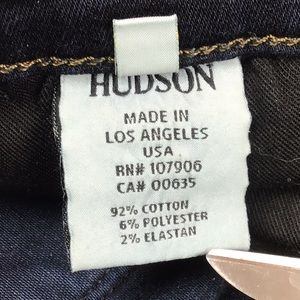 HUDSON
MADE IN
LOS ANGELES
USA
RN# 107906
CA# 00635
92% COTTON
6% POLYESTER
2% ELASTAN